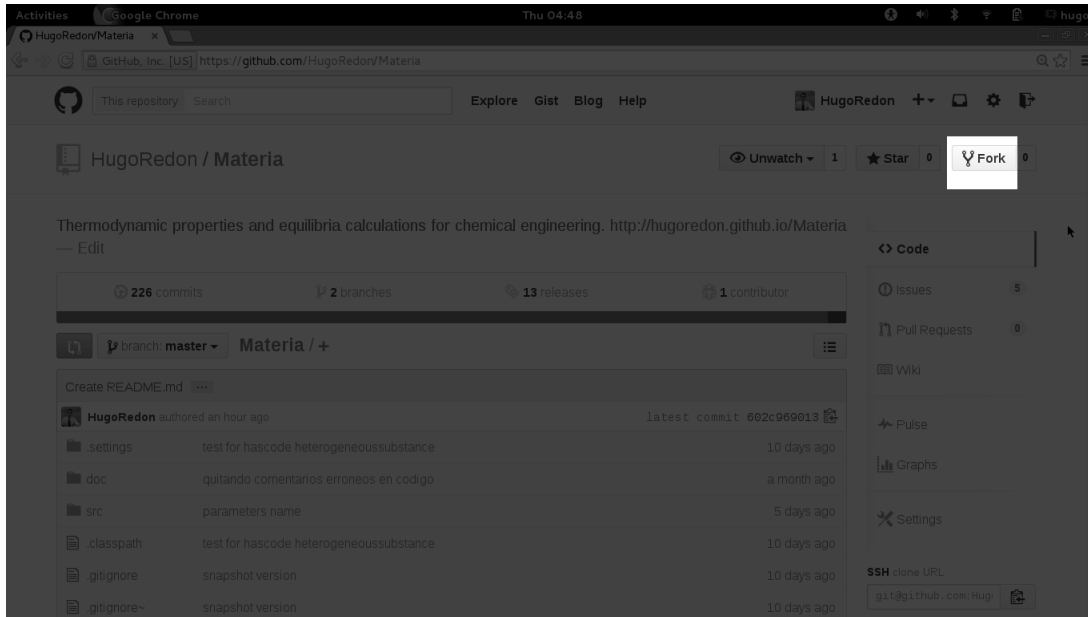 Activities Google Chrome Thu 04:48 hugo
HugoRedon/Materia ×
GitHub, Inc. [US] https://github.com/HugoRedon/Materia
This repository Search Explore Gist Blog Help HugoRedon +
HugoRedon / Materia Unwatch 1 Star 0 Fork 0
Thermodynamic properties and equilibria calculations for chemical engineering. http://hugoredon.github.io/Materia
— Edit
226 commits 2 branches 13 releases 1 contributor
branch: master Materia / +
Create README.md ...
HugoRedon authored an hour ago latest commit 602c969013
.settings test for hascode heterogeneoussubstance 10 days ago
doc quitando comentarios erroneos en codigo a month ago
src parameters name 5 days ago
.classpath test for hascode heterogeneoussubstance 10 days ago
.gitignore snapshot version 10 days ago
.gitignore~ snapshot version 10 days ago
Code
Issues 5
Pull Requests 0
Wiki
Pulse
Graphs
Settings
SSH clone URL
git@github.com:Hug